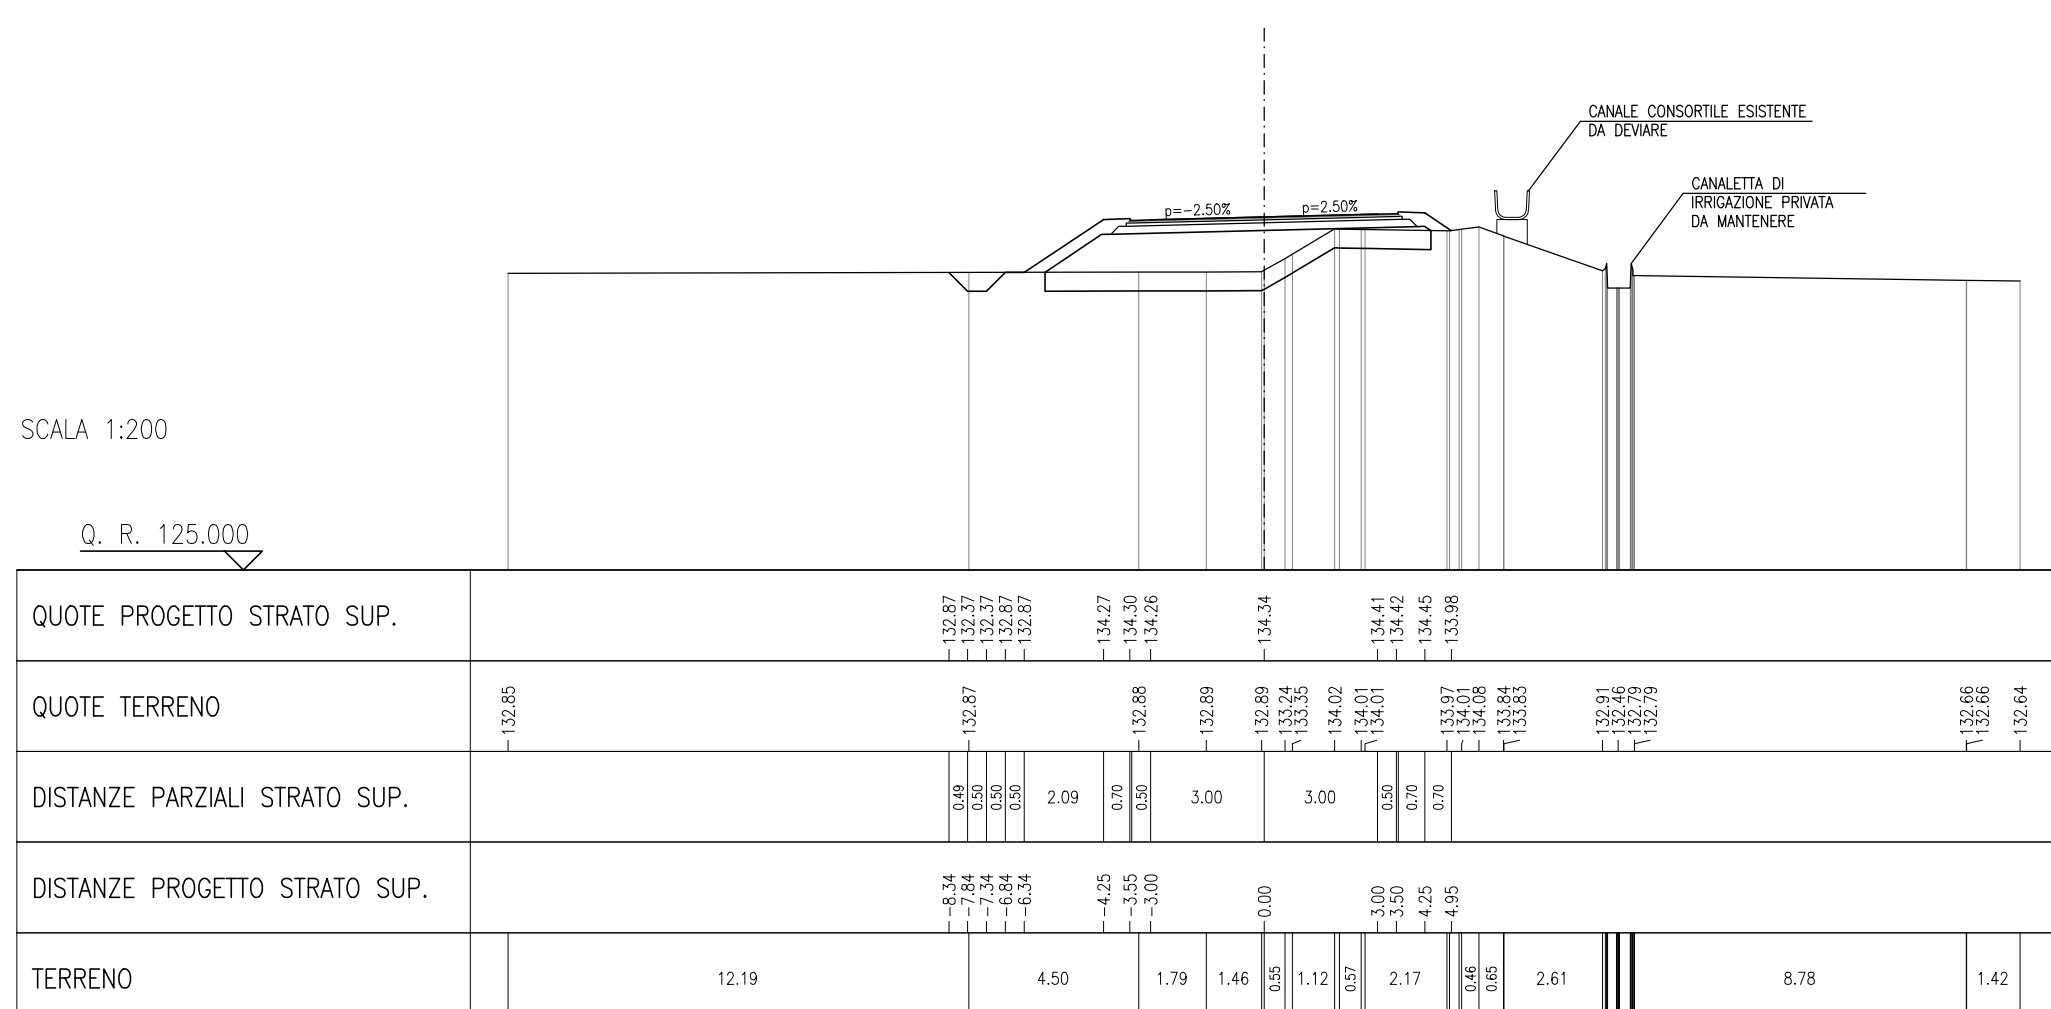 CANALE CONSORTILE ESISTENTE
DA DEVIARE
CANALETTA DI
IRRIGAZIONE PRIVATA
DA MANTENERE
p=-2.50%
p=2.50%
SCALA 1:200
Q. R. 125.000
QUOTE PROGETTO STRATO SUP.
132.87 132.37 132.37 132.87 132.87 134.27 134.30 134.26 134.34 134.41 134.42 134.45 133.98
QUOTE TERRENO
132.85 132.87 132.88 132.89 132.89 133.24 133.35 134.02 134.01 134.01 133.97 134.01 134.08 133.84 133.83 132.91 132.46 132.79 132.79 132.66 132.66 132.64
DISTANZE PARZIALI STRATO SUP.
0.49 0.50 0.50 0.50 2.09 0.70 0.50 3.00 3.00 0.50 0.70 0.70
DISTANZE PROGETTO STRATO SUP.
-8.34 -7.84 -7.34 -6.84 -6.34 -4.25 -3.55 -3.00 0.00 3.00 3.50 4.25 4.95
TERRENO
12.19 4.50 1.79 1.46 0.55 1.12 0.57 2.17 0.46 0.65 2.61 8.78 1.42